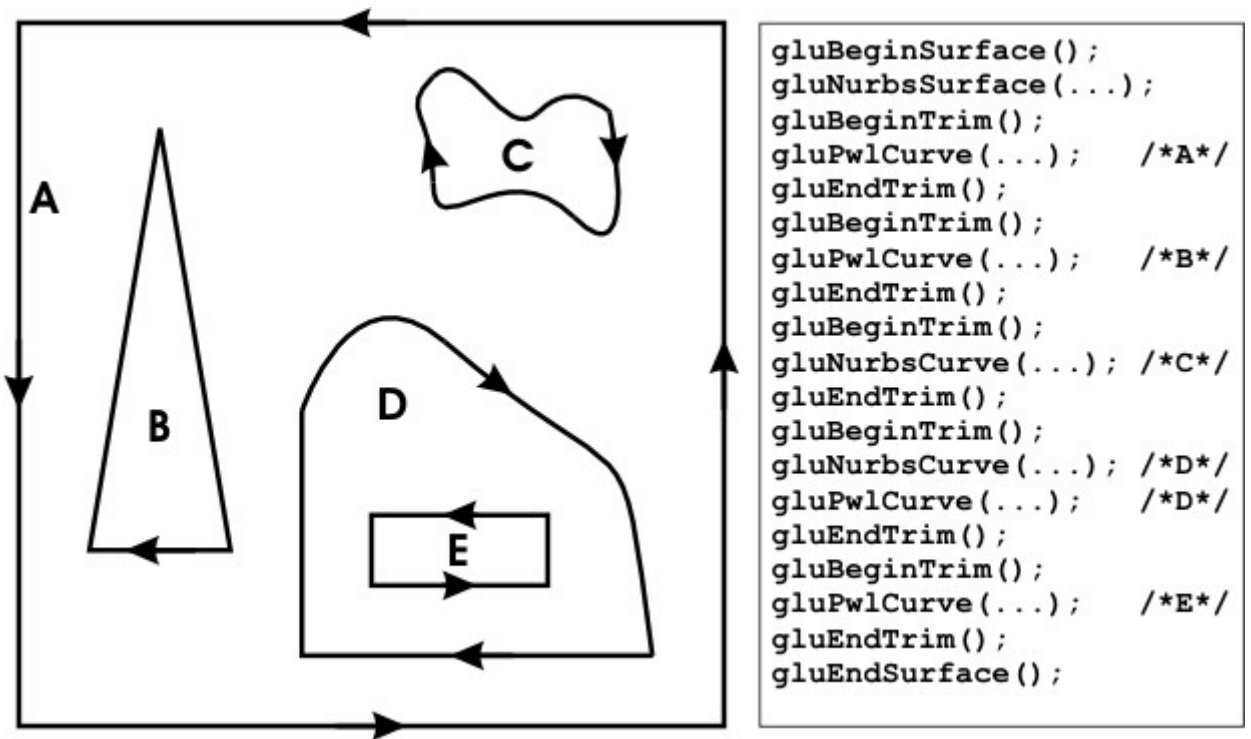 A
B
C
D
E
gluBeginSurface();
gluNurbsSurface(...);
gluBeginTrim();
gluPwlCurve(...); /*A*/
gluEndTrim();
gluBeginTrim();
gluPwlCurve(...); /*B*/
gluEndTrim();
gluBeginTrim();
gluNurbsCurve(...); /*C*/
gluEndTrim();
gluBeginTrim();
gluNurbsCurve(...); /*D*/
gluPwlCurve(...); /*D*/
gluEndTrim();
gluBeginTrim();
gluPwlCurve(...); /*E*/
gluEndTrim();
gluEndSurface();